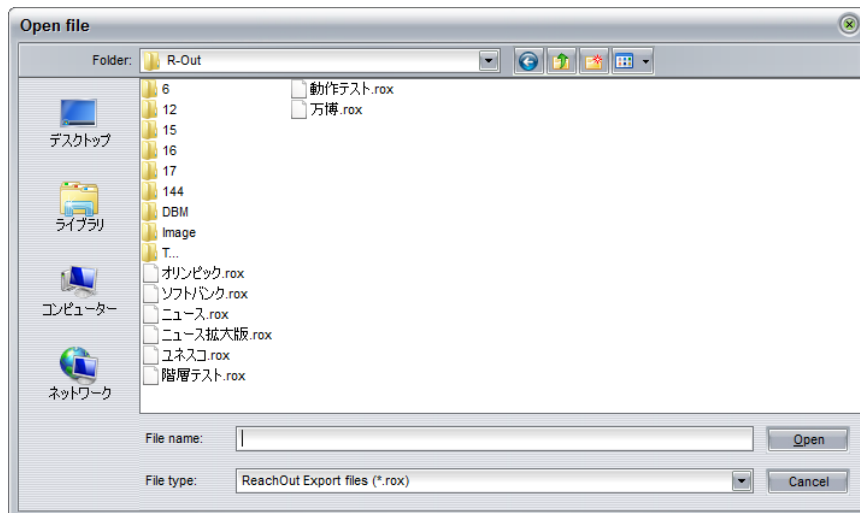 Open file
Folder:
R-Out
デスクトップ
ライブラリ
コンピューター
ネットワーク
6
12
15
16
17
144
DBM
Image
T...
オリンピック.rox
ソフトバンク.rox
ニュース.rox
ニュース拡大版.rox
ユネスコ.rox
階層テスト.rox
動作テスト.rox
万博.rox
File name:
Open
File type:
ReachOut Export files (*.rox)
Cancel